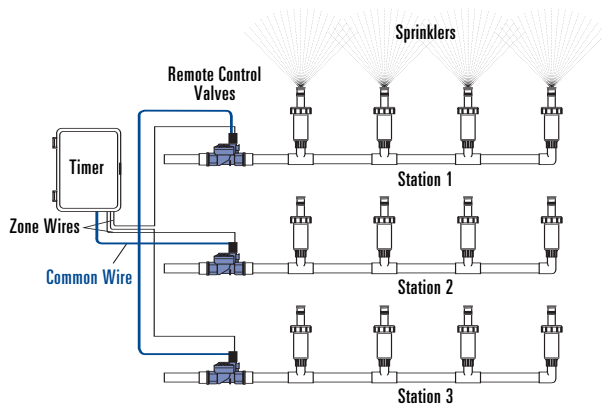 Sprinklers
Remote Control
Valves
Timer
Station 1
Zone Wires
Common Wire
Station 2
Station 3